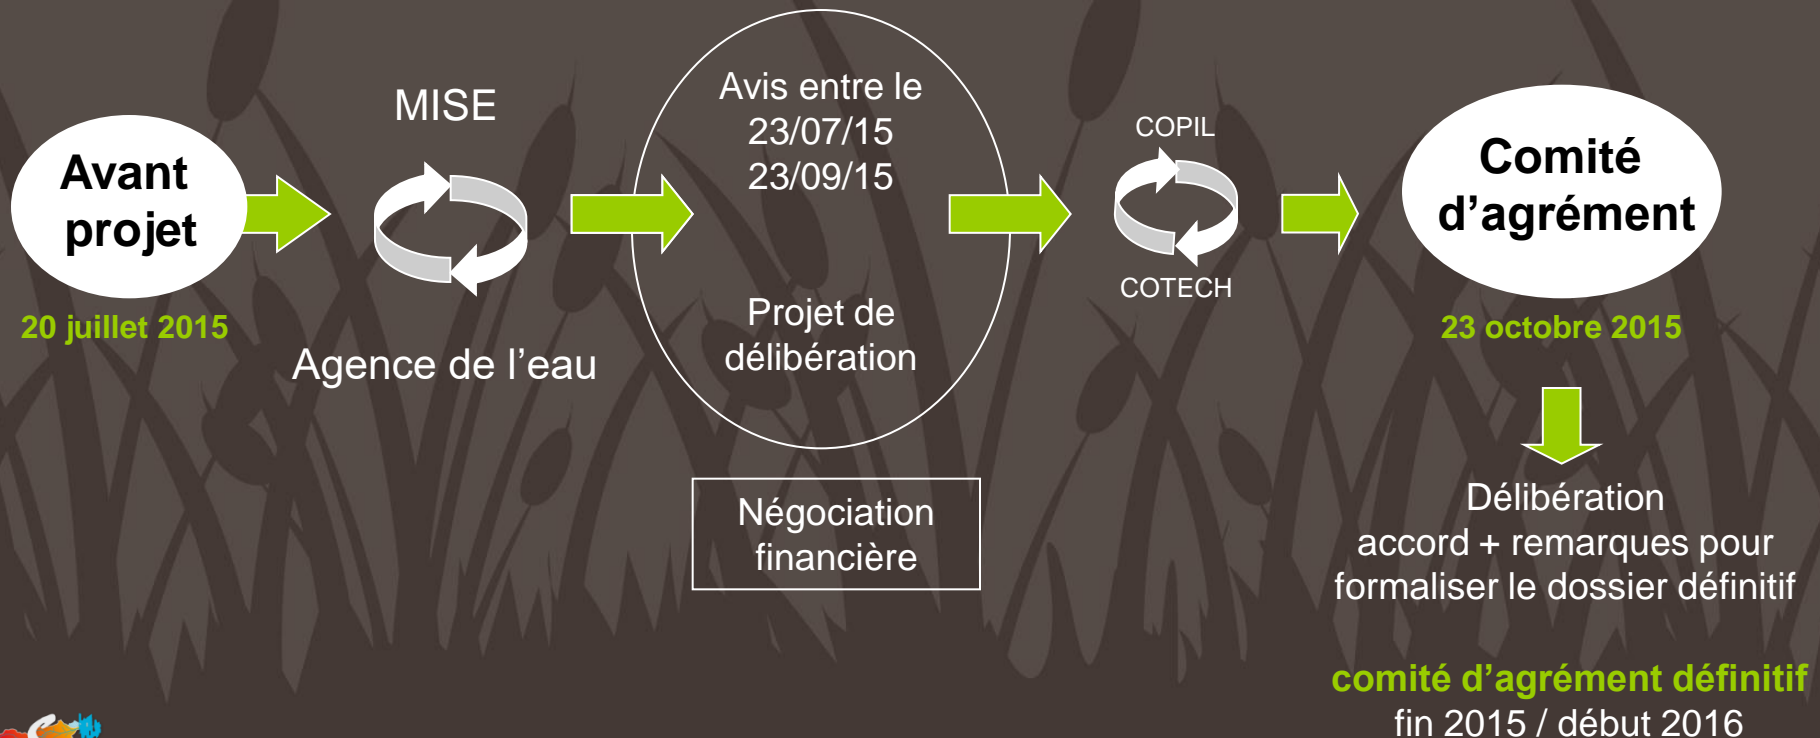 Avant
projet
20 juillet 2015
MISE
Agence de l’eau
Avis entre le
23/07/15
23/09/15
Projet de
délibération
Négociation
financière
COPIL
COTECH
Comité
d’agrément
23 octobre 2015
Délibération
accord + remarques pour
formaliser le dossier définitif
comité d’agrément définitif
fin 2015 / début 2016